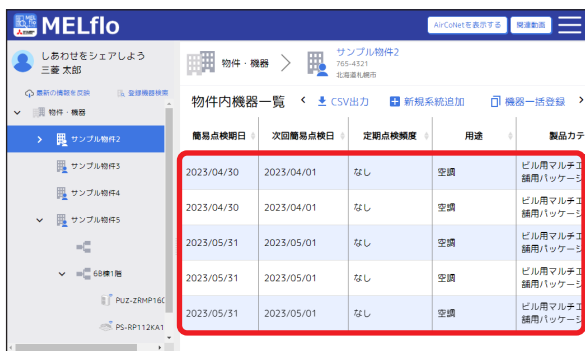 MELflo
AirCoNetを表示する
関連動画
しあわせをシェアしよう
三菱 太郎
最新の情報を反映
登録機器検索
物件・機器
サンプル物件2
サンプル物件3
サンプル物件4
サンプル物件5
6B棟1階
PUZ-ZRMP160
PS-RP112KA1
物件・機器
サンプル物件2
765-4321
北海道札幌市
物件内機器一覧
CSV出力
新規系統追加
機器一括登録
簡易点検期日 次回簡易点検日 定期点検頻度 用途 製品カテ
2023/04/30 2023/04/01 なし 空調 ビル用マルチエ
舗用パッケージ
2023/04/30 2023/04/01 なし 空調 ビル用マルチエ
舗用パッケージ
2023/05/31 2023/05/01 なし 空調 ビル用マルチエ
舗用パッケージ
2023/05/31 2023/05/01 なし 空調 ビル用マルチエ
舗用パッケージ
2023/05/31 2023/05/01 なし 空調 ビル用マルチエ
舗用パッケージ